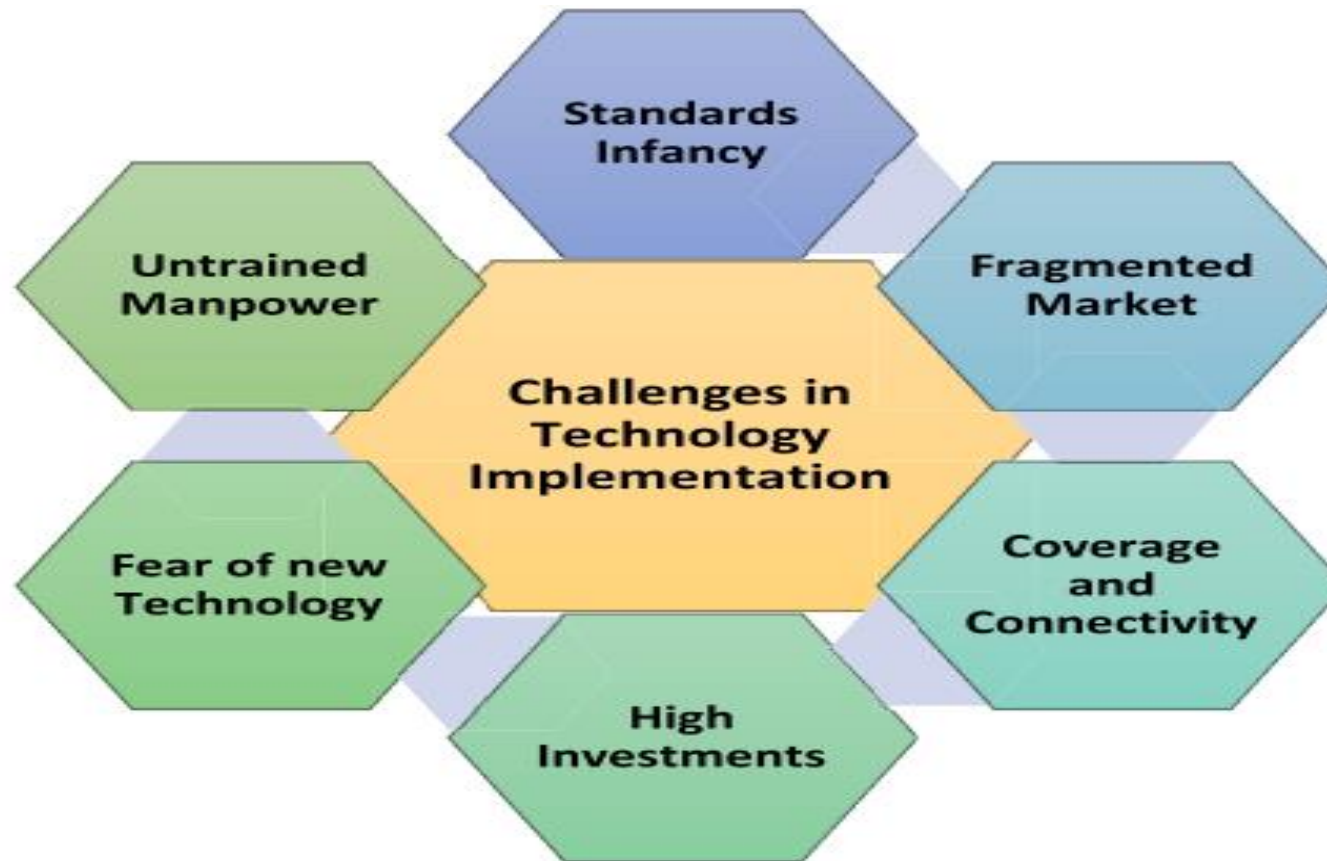 Standards
Infancy
Untrained
Manpower
Fragmented
Market
Challenges in
Technology
Implementation
Fear of new
Technology
Coverage
and
Connectivity
High
Investments